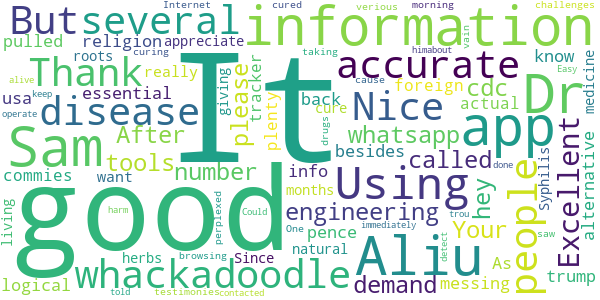 Internet cured verious morning challenges
But several information
pulled religion appreciate vain himabout
roots curing taking
Thank really giving please tracker plenty accurate Dr
usa essential back cure foreign cdc actual know medicine
disease It Nice app
alive keep operate cause drugs
Sam After tools number whatsapp
commies want info besides called hey people Excellent alternative
living good months Using
perplexed Syphilis
herbs Since natural engineering Your
logical harm Could One pence As saw
whackadoodle demand messing trump
browsing immediately done detect trou
Aliu Easy
told testimonies contacted